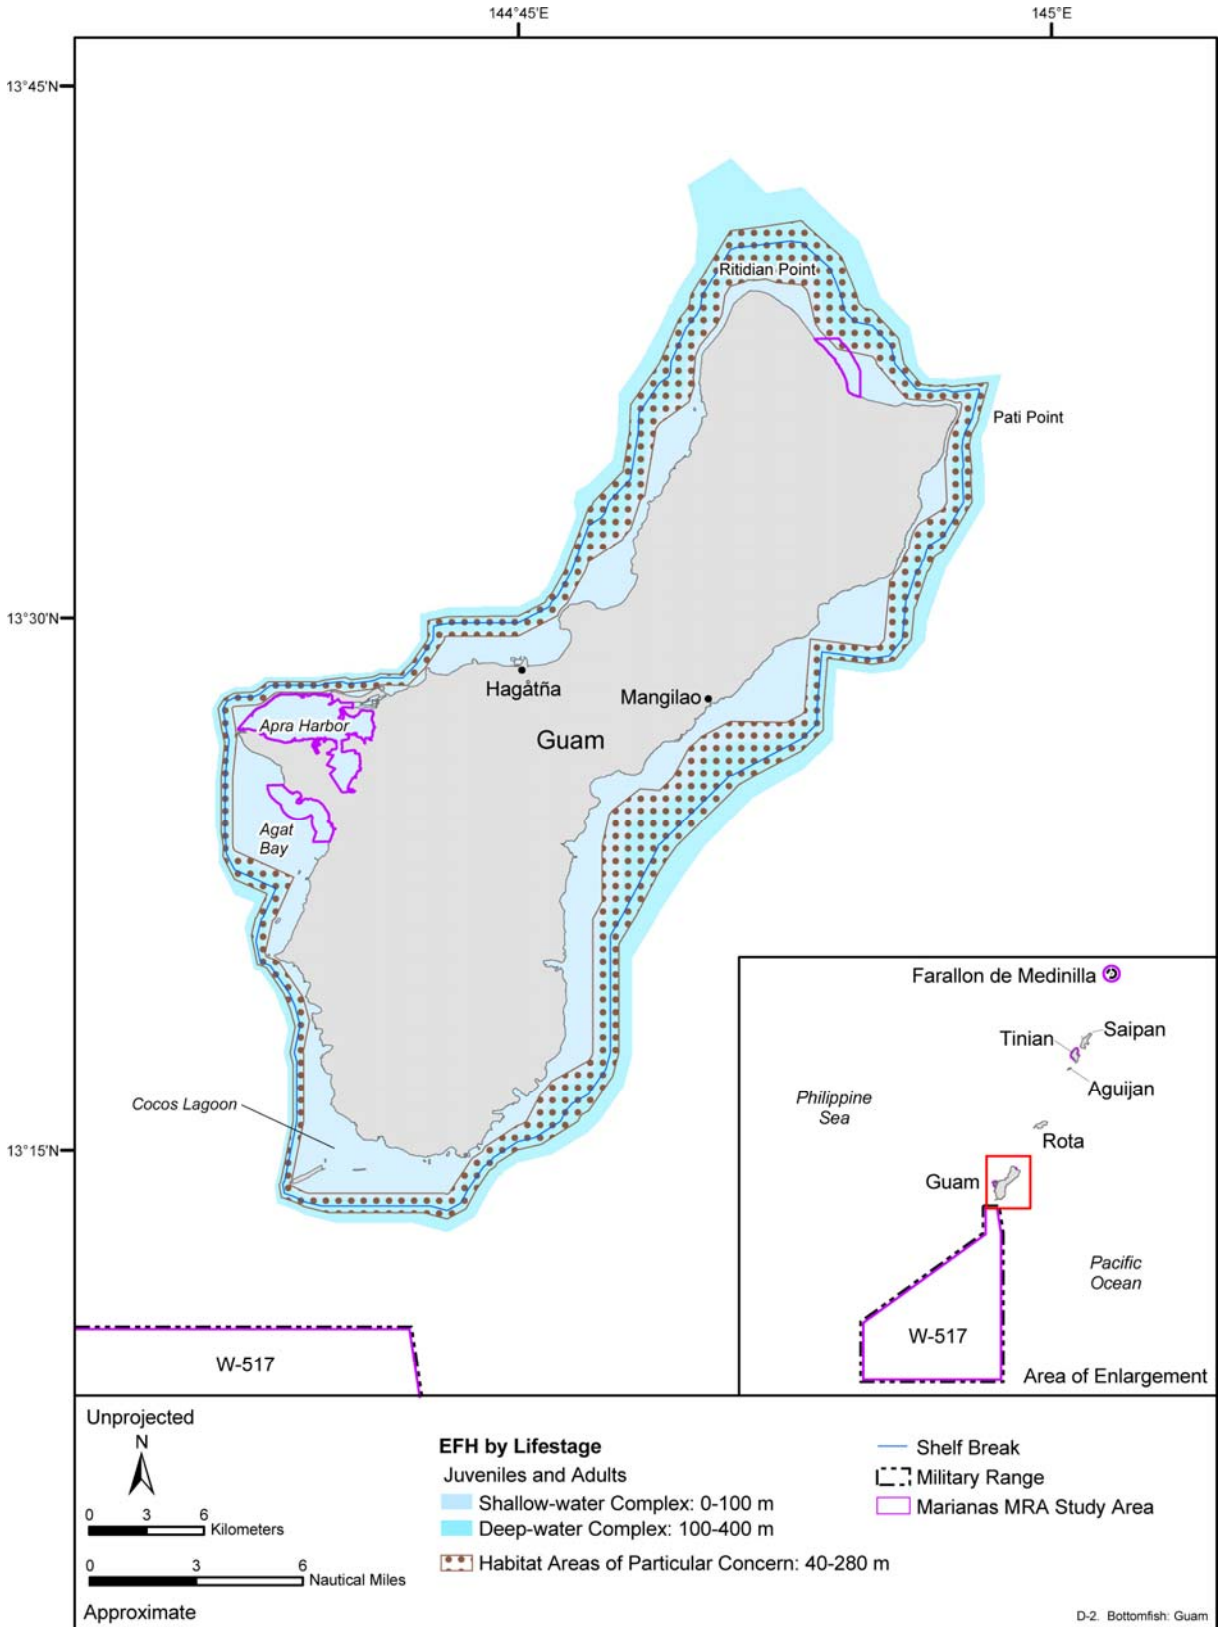 144°45'E
145°E
13°45'N
Ritidian Point
Pati Point
13°30'N
Hagåtña
Mangilao
Apra Harbor
Guam
Agat
Bay
Cocos Lagoon
13°15'N
W-517
Farallon de Medinilla
Saipan
Tinian
Aguijan
Philippine
Sea
Rota
Guam
Pacific
Ocean
W-517
Area of Enlargement
Unprojected
N
0 3 6
Kilometers
0 3 6
Nautical Miles
Approximate
EFH by Lifestage
Juveniles and Adults
Shallow-water Complex: 0-100 m
Deep-water Complex: 100-400 m
Habitat Areas of Particular Concern: 40-280 m
Shelf Break
Military Range
Marianas MRA Study Area
D-2. Bottomfish: Guam